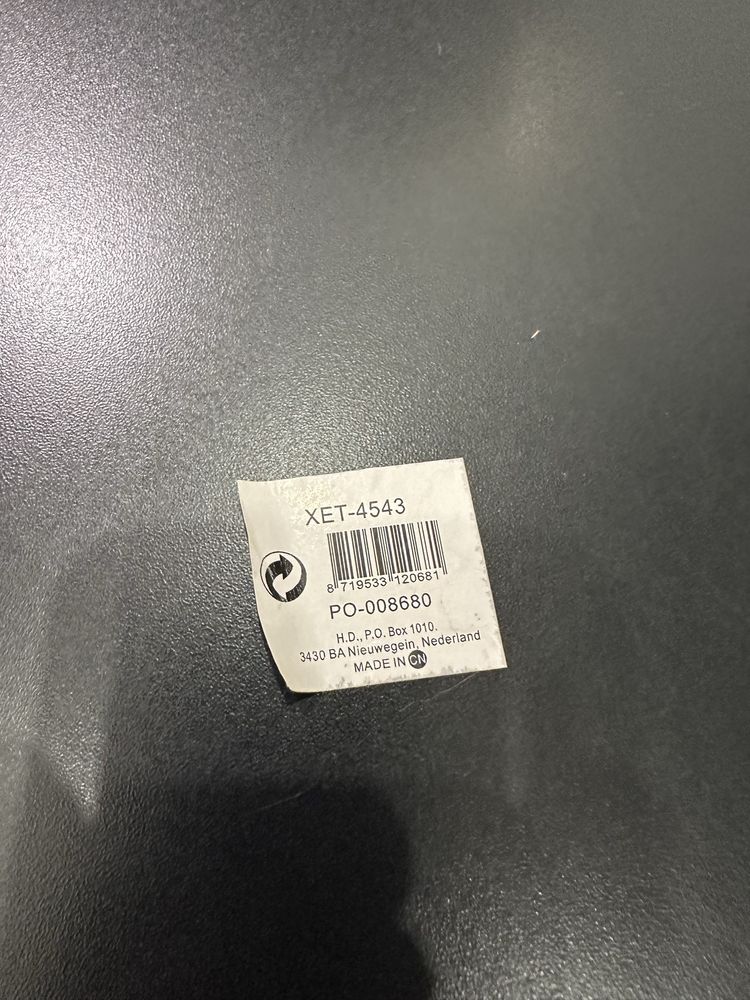 XET-4543
8 719533 120681
PO-008680
H.D., P.O. Box 1010.
3430 BA Nieuwegein, Nederland
MADE IN CN